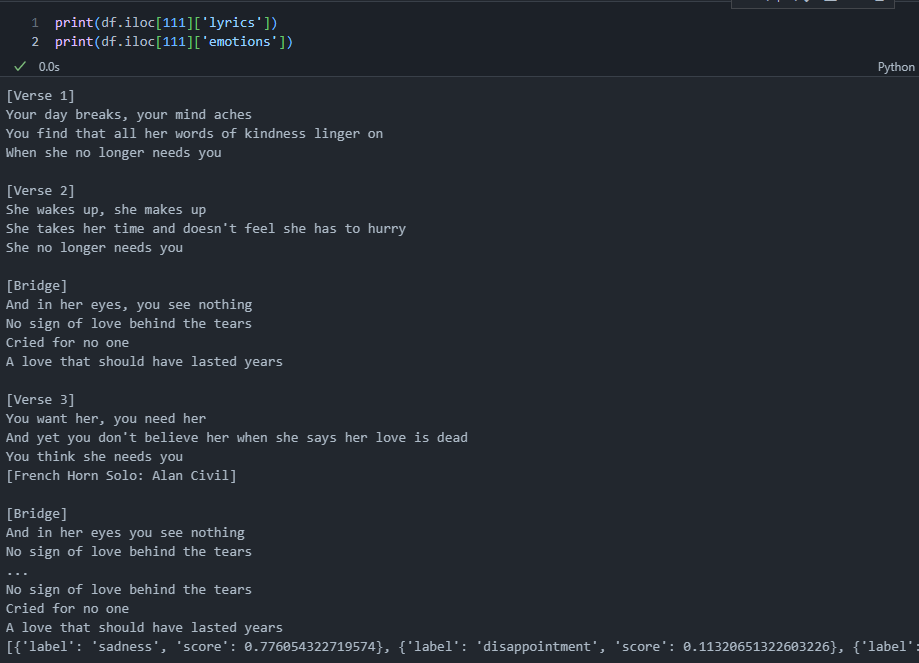 1 print(df.iloc[111]['lyrics'])
2 print(df.iloc[111]['emotions'])
0.0s
Python
[Verse 1]
Your day breaks, your mind aches
You find that all her words of kindness linger on
When she no longer needs you
[Verse 2]
She wakes up, she makes up
She takes her time and doesn't feel she has to hurry
She no longer needs you
[Bridge]
And in her eyes, you see nothing
No sign of love behind the tears
Cried for no one
A love that should have lasted years
[Verse 3]
You want her, you need her
And yet you don't believe her when she says her love is dead
You think she needs you
[French Horn Solo: Alan Civil]
[Bridge]
And in her eyes you see nothing
No sign of love behind the tears
...
No sign of love behind the tears
Cried for no one
A love that should have lasted years
[{'label': 'sadness', 'score': 0.776054322719574}, {'label': 'disappointment', 'score': 0.11320651322603226}, {'label'